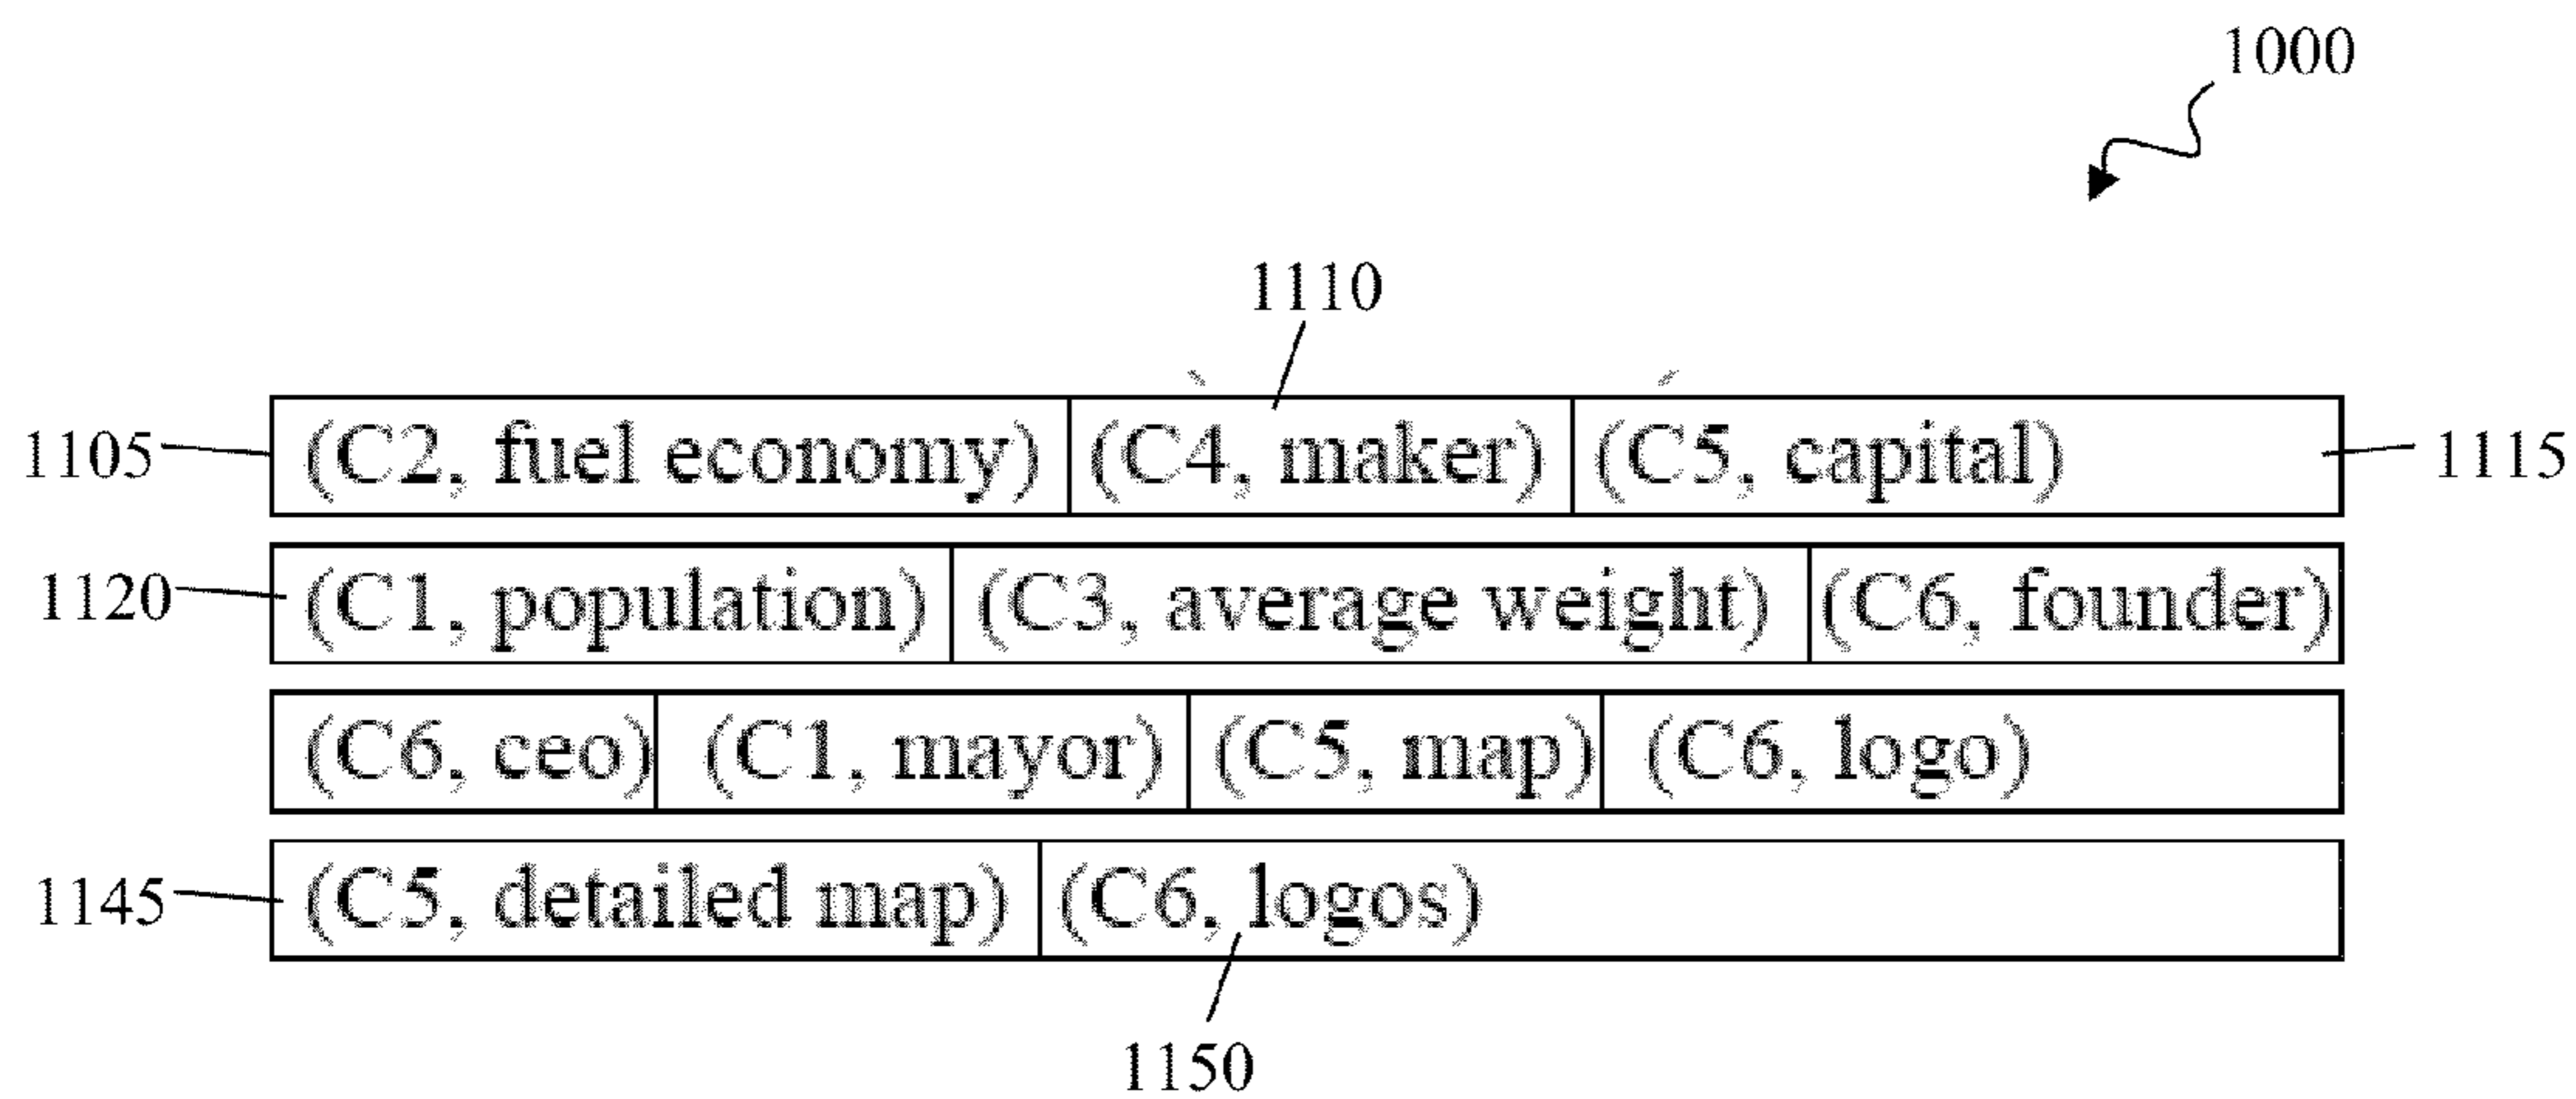 1000
1110
1105 (C2, fuel economy) (C4, maker) (C5, capital) 1115
1120 (C1, population) (C3, average weight) (C6, founder)
(C6, ceo) (C1, mayor) (C5, map) (C6, logo)
1145 (C5, detailed map) (C6, logos)
1150